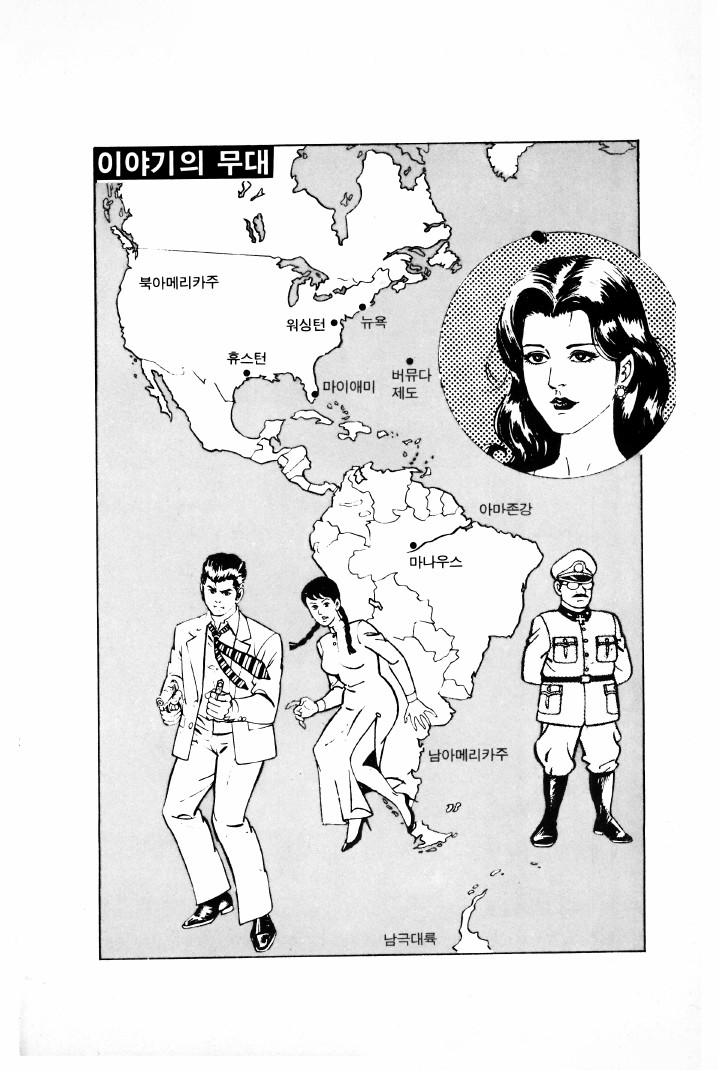 이야기의 무대
북아메리카주
워싱턴
뉴욕
휴스턴
마이애미
버뮤다
제도
아마존강
마나우스
남아메리카주
남극대륙